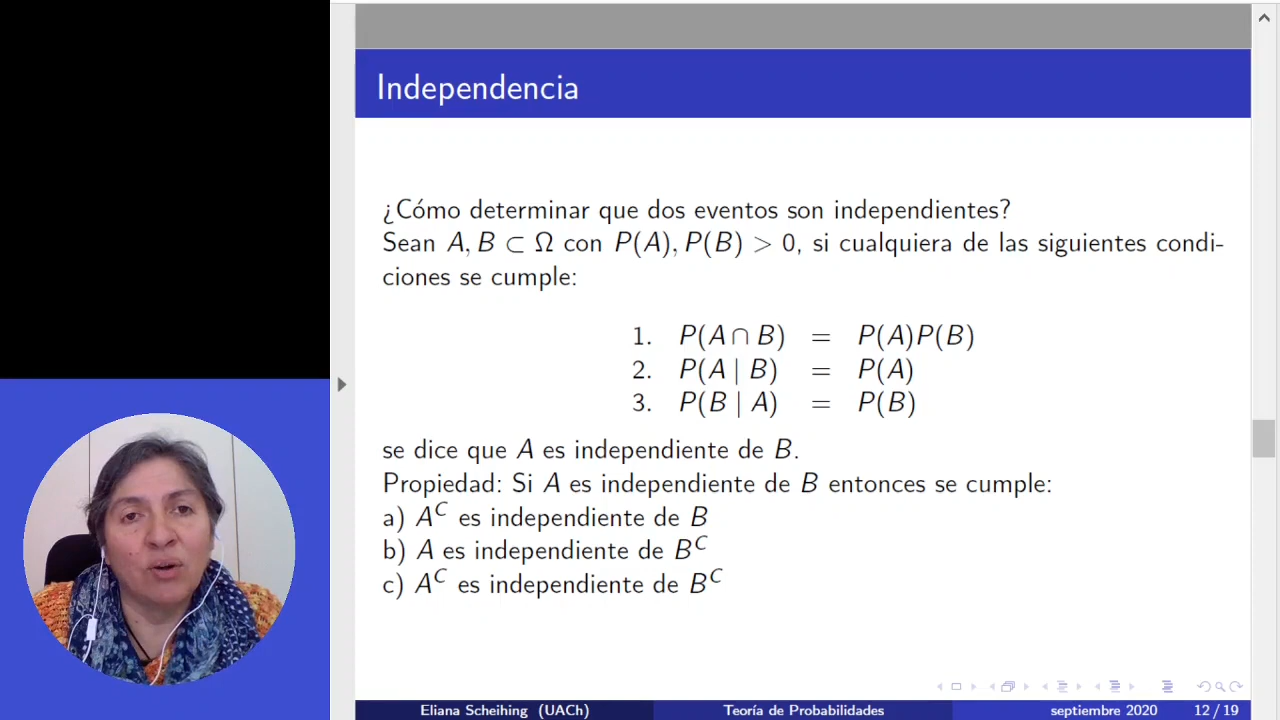 Independencia
¿Cómo determinar que dos eventos son independientes?
Sean A, B ⊂ Ω con P(A), P(B) > 0, si cualquiera de las siguientes condi-
ciones se cumple:
1. P(A ∩ B) = P(A)P(B)
2. P(A | B) = P(A)
3. P(B | A) = P(B)
se dice que A es independiente de B.
Propiedad: Si A es independiente de B entonces se cumple:
a) A^C es independiente de B
b) A es independiente de B^C
c) A^C es independiente de B^C
Eliana Scheihing (UACh) Teoría de Probabilidades septiembre 2020 12 / 19